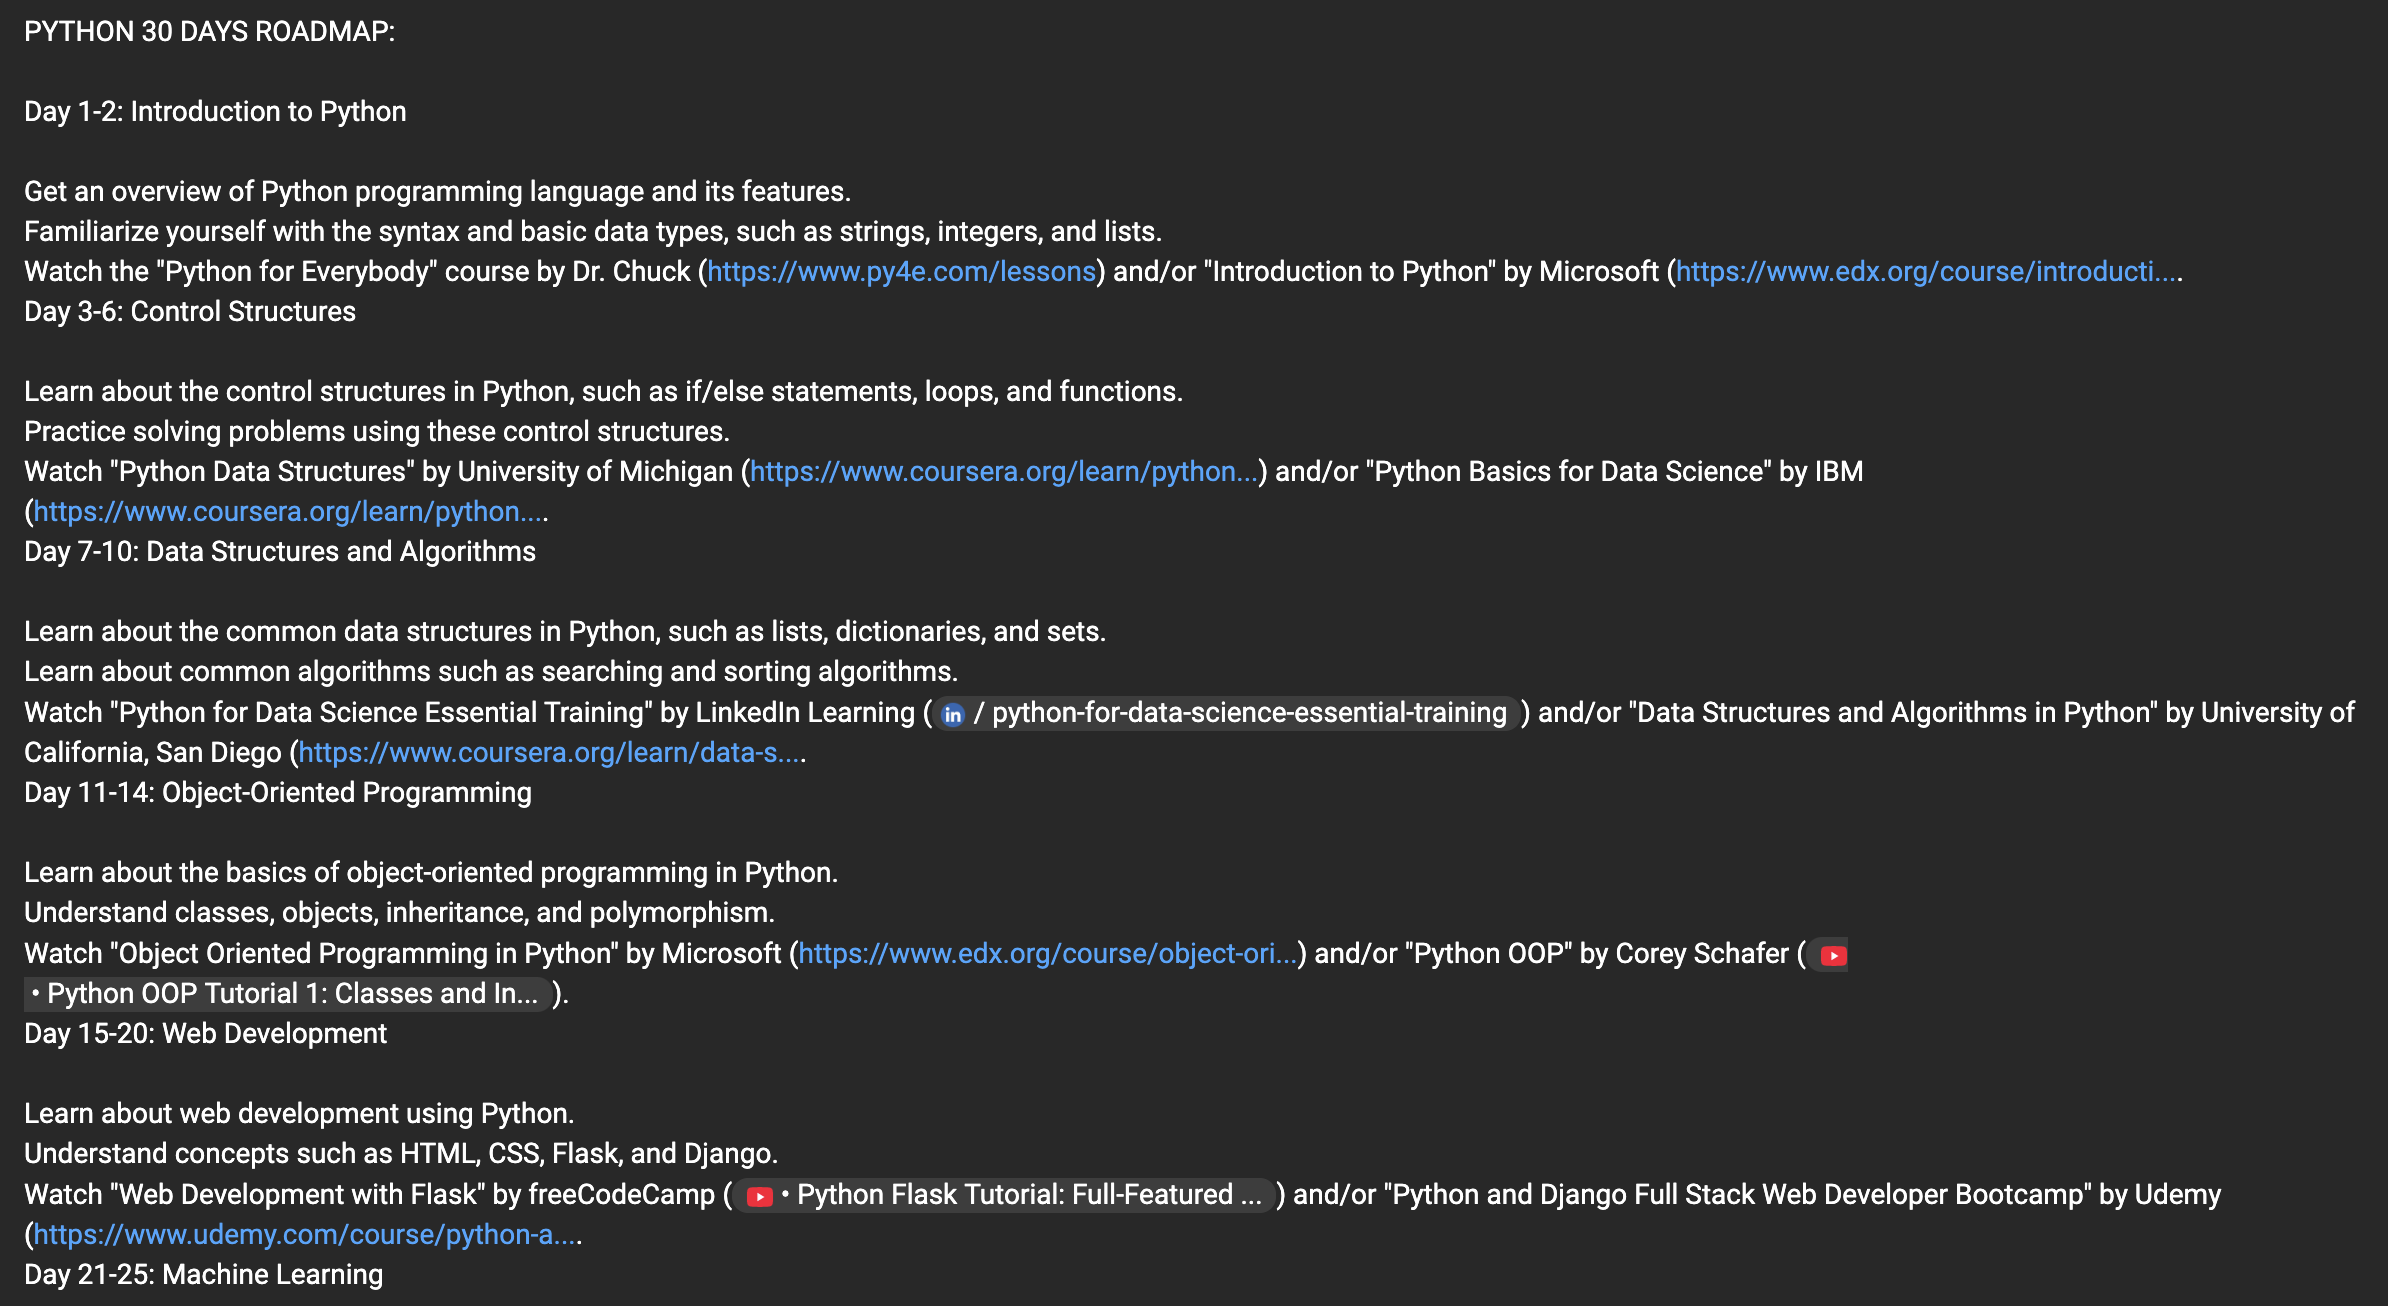 PYTHON 30 DAYS ROADMAP:
Day 1-2: Introduction to Python
Get an overview of Python programming language and its features.
Familiarize yourself with the syntax and basic data types, such as strings, integers, and lists.
Watch the "Python for Everybody" course by Dr. Chuck (https://www.py4e.com/lessons) and/or "Introduction to Python" by Microsoft (https://www.edx.org/course/introducti....
Day 3-6: Control Structures
Learn about the control structures in Python, such as if/else statements, loops, and functions.
Practice solving problems using these control structures.
Watch "Python Data Structures" by University of Michigan (https://www.coursera.org/learn/python...) and/or "Python Basics for Data Science" by IBM
(https://www.coursera.org/learn/python....
Day 7-10: Data Structures and Algorithms
Learn about the common data structures in Python, such as lists, dictionaries, and sets.
Learn about common algorithms such as searching and sorting algorithms.
Watch "Python for Data Science Essential Training" by LinkedIn Learning ( in / python-for-data-science-essential-training ) and/or "Data Structures and Algorithms in Python" by University of
California, San Diego (https://www.coursera.org/learn/data-s....
Day 11-14: Object-Oriented Programming
Learn about the basics of object-oriented programming in Python.
Understand classes, objects, inheritance, and polymorphism.
Watch "Object Oriented Programming in Python" by Microsoft (https://www.edx.org/course/object-ori...) and/or "Python OOP" by Corey Schafer (
• Python OOP Tutorial 1: Classes and In... ).
Day 15-20: Web Development
Learn about web development using Python.
Understand concepts such as HTML, CSS, Flask, and Django.
Watch "Web Development with Flask" by freeCodeCamp ( • Python Flask Tutorial: Full-Featured ... ) and/or "Python and Django Full Stack Web Developer Bootcamp" by Udemy
(https://www.udemy.com/course/python-a....
Day 21-25: Machine Learning